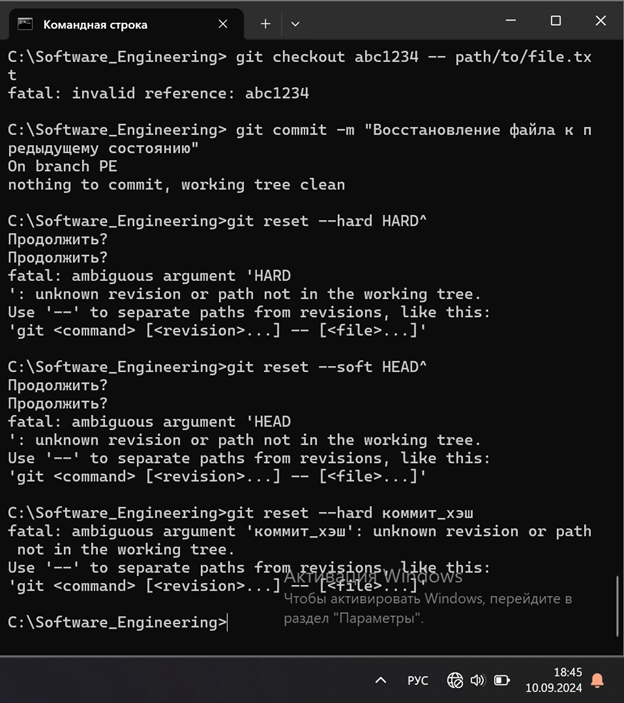 Командная строка
C:\Software_Engineering> git checkout abc1234 -- path/to/file.tx
t
fatal: invalid reference: abc1234
C:\Software_Engineering> git commit -m "Восстановление файла к п
редыдущему состоянию"
On branch PE
nothing to commit, working tree clean
C:\Software_Engineering>git reset --hard HARD^
Продолжить?
Продолжить?
fatal: ambiguous argument 'HARD
': unknown revision or path not in the working tree.
Use '--' to separate paths from revisions, like this:
'git <command> [<revision>...] -- [<file>...]'
C:\Software_Engineering>git reset --soft HEAD^
Продолжить?
Продолжить?
fatal: ambiguous argument 'HEAD
': unknown revision or path not in the working tree.
Use '--' to separate paths from revisions, like this:
'git <command> [<revision>...] -- [<file>...]'
C:\Software_Engineering>git reset --hard коммит_хэш
fatal: ambiguous argument 'коммит_хэш': unknown revision or path
 not in the working tree.
Use '--' to separate paths from revisions, like this:
'git <command> [<revision>...] -- [<file>...]'
Активация Windows
Чтобы активировать Windows, перейдите в
раздел "Параметры".
C:\Software_Engineering>
РУС
18:45
10.09.2024